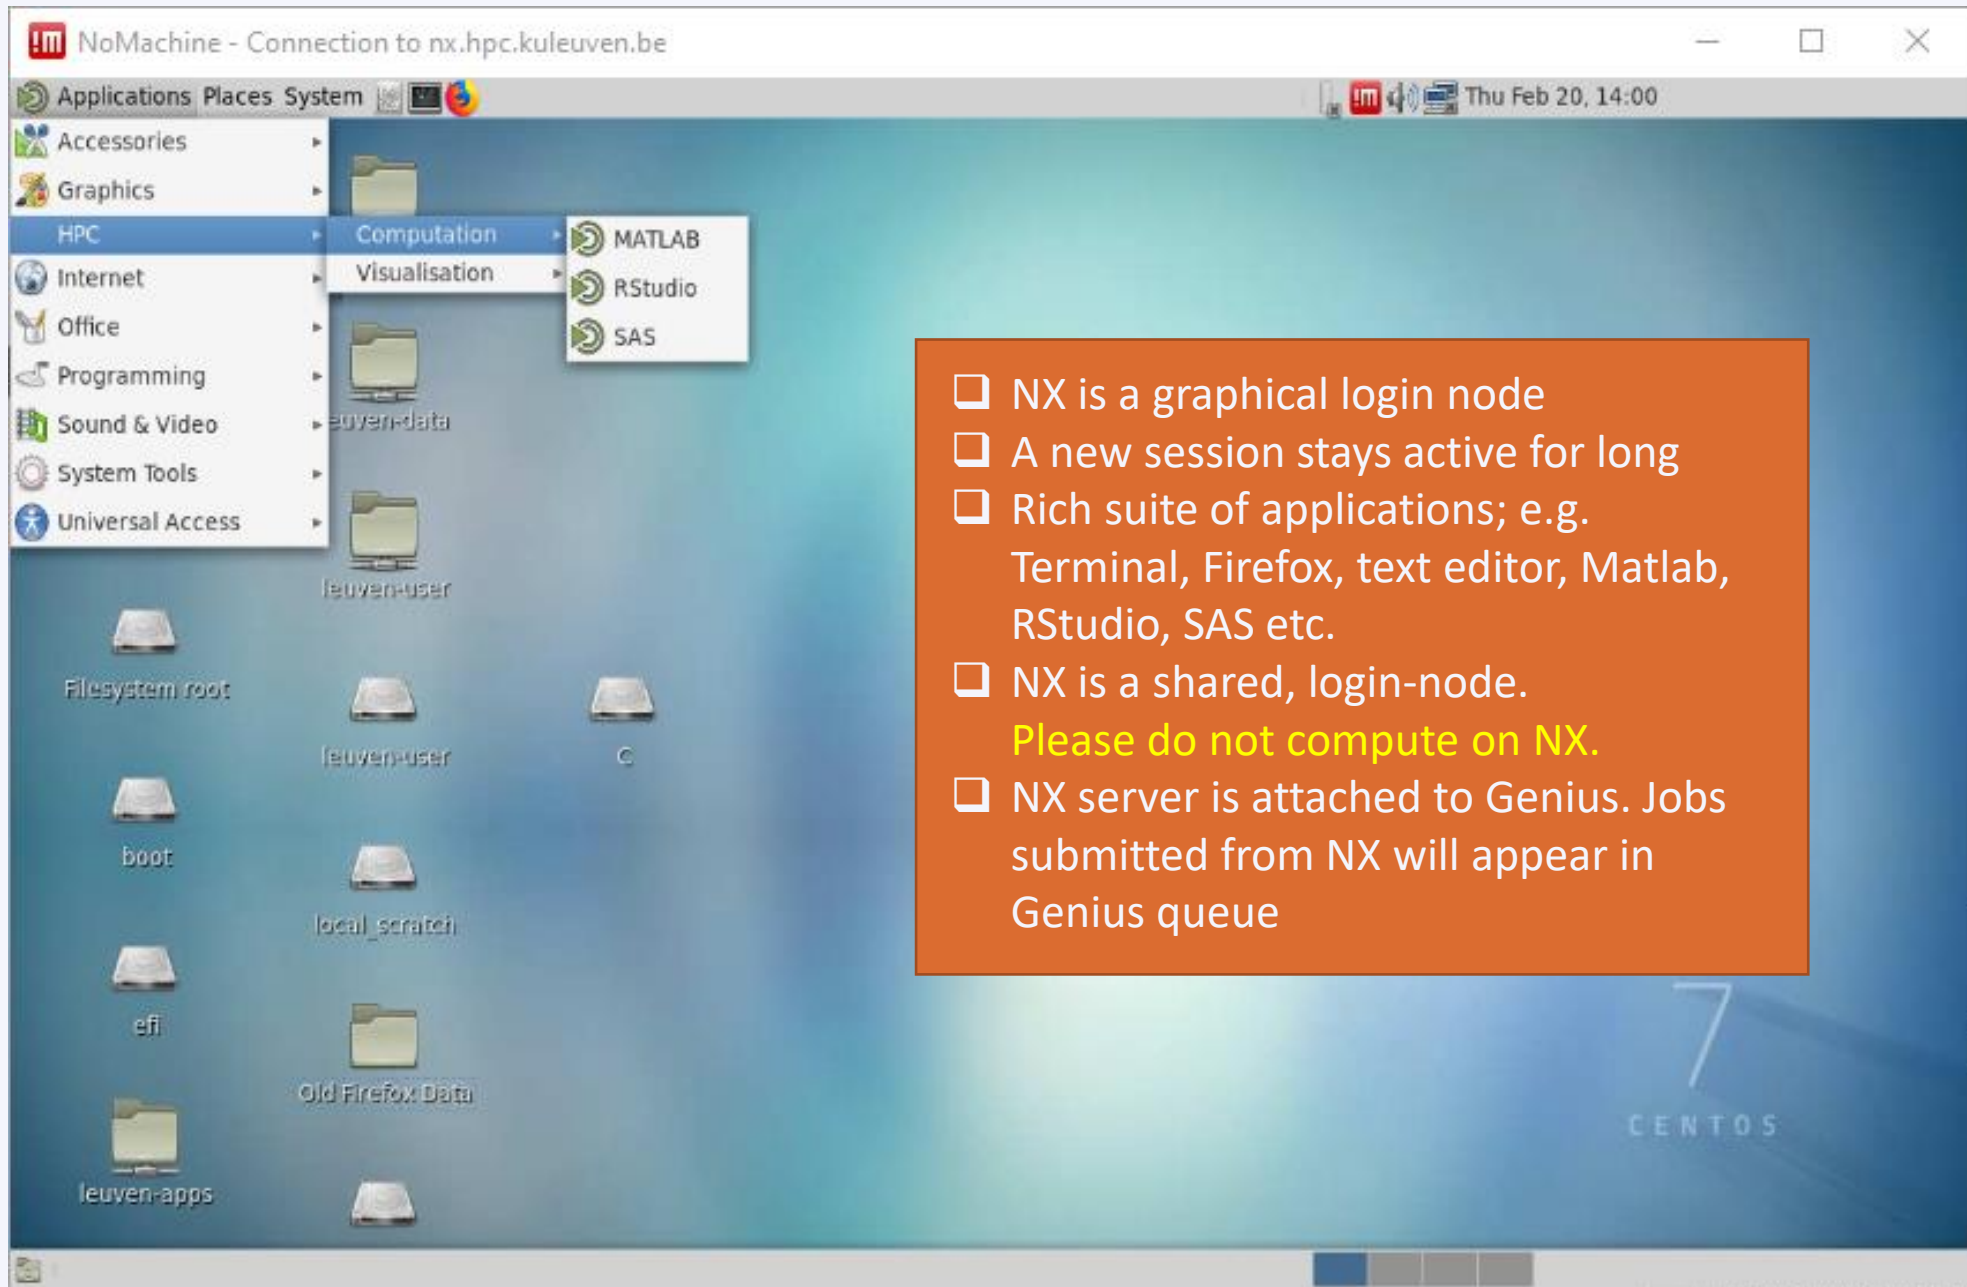 NoMachine - Connection to nx.hpc.kuleuven.be
Applications Places System
Thu Feb 20, 14:00
Accessories
Graphics
HPC
Internet
Office
Programming
Sound & Video
System Tools
Universal Access
Computation
Visualisation
MATLAB
RStudio
SAS
leuven-user
Filesystem root
leuven-user
C
boot
local_scratch
efi
Old Firefox Data
leuven-apps
NX is a graphical login node
A new session stays active for long
Rich suite of applications; e.g.
Terminal, Firefox, text editor, Matlab,
RStudio, SAS etc.
NX is a shared, login-node.
Please do not compute on NX.
NX server is attached to Genius. Jobs
submitted from NX will appear in
Genius queue
7
CENTOS